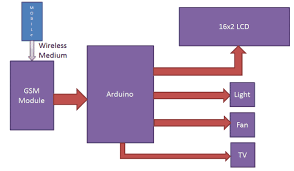 MOBILE
Wireless
Medium
GSM
Module
Arduino
16x2 LCD
Light
Fan
TV